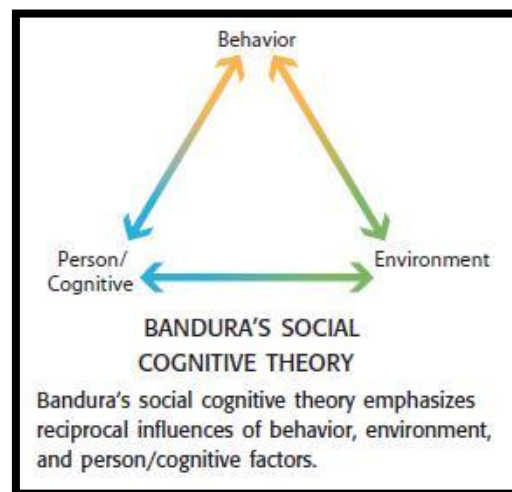 Behavior
Person/
Cognitive
Environment
BANDURA'S SOCIAL
COGNITIVE THEORY
Bandura's social cognitive theory emphasizes
reciprocal influences of behavior, environment,
and person/cognitive factors.